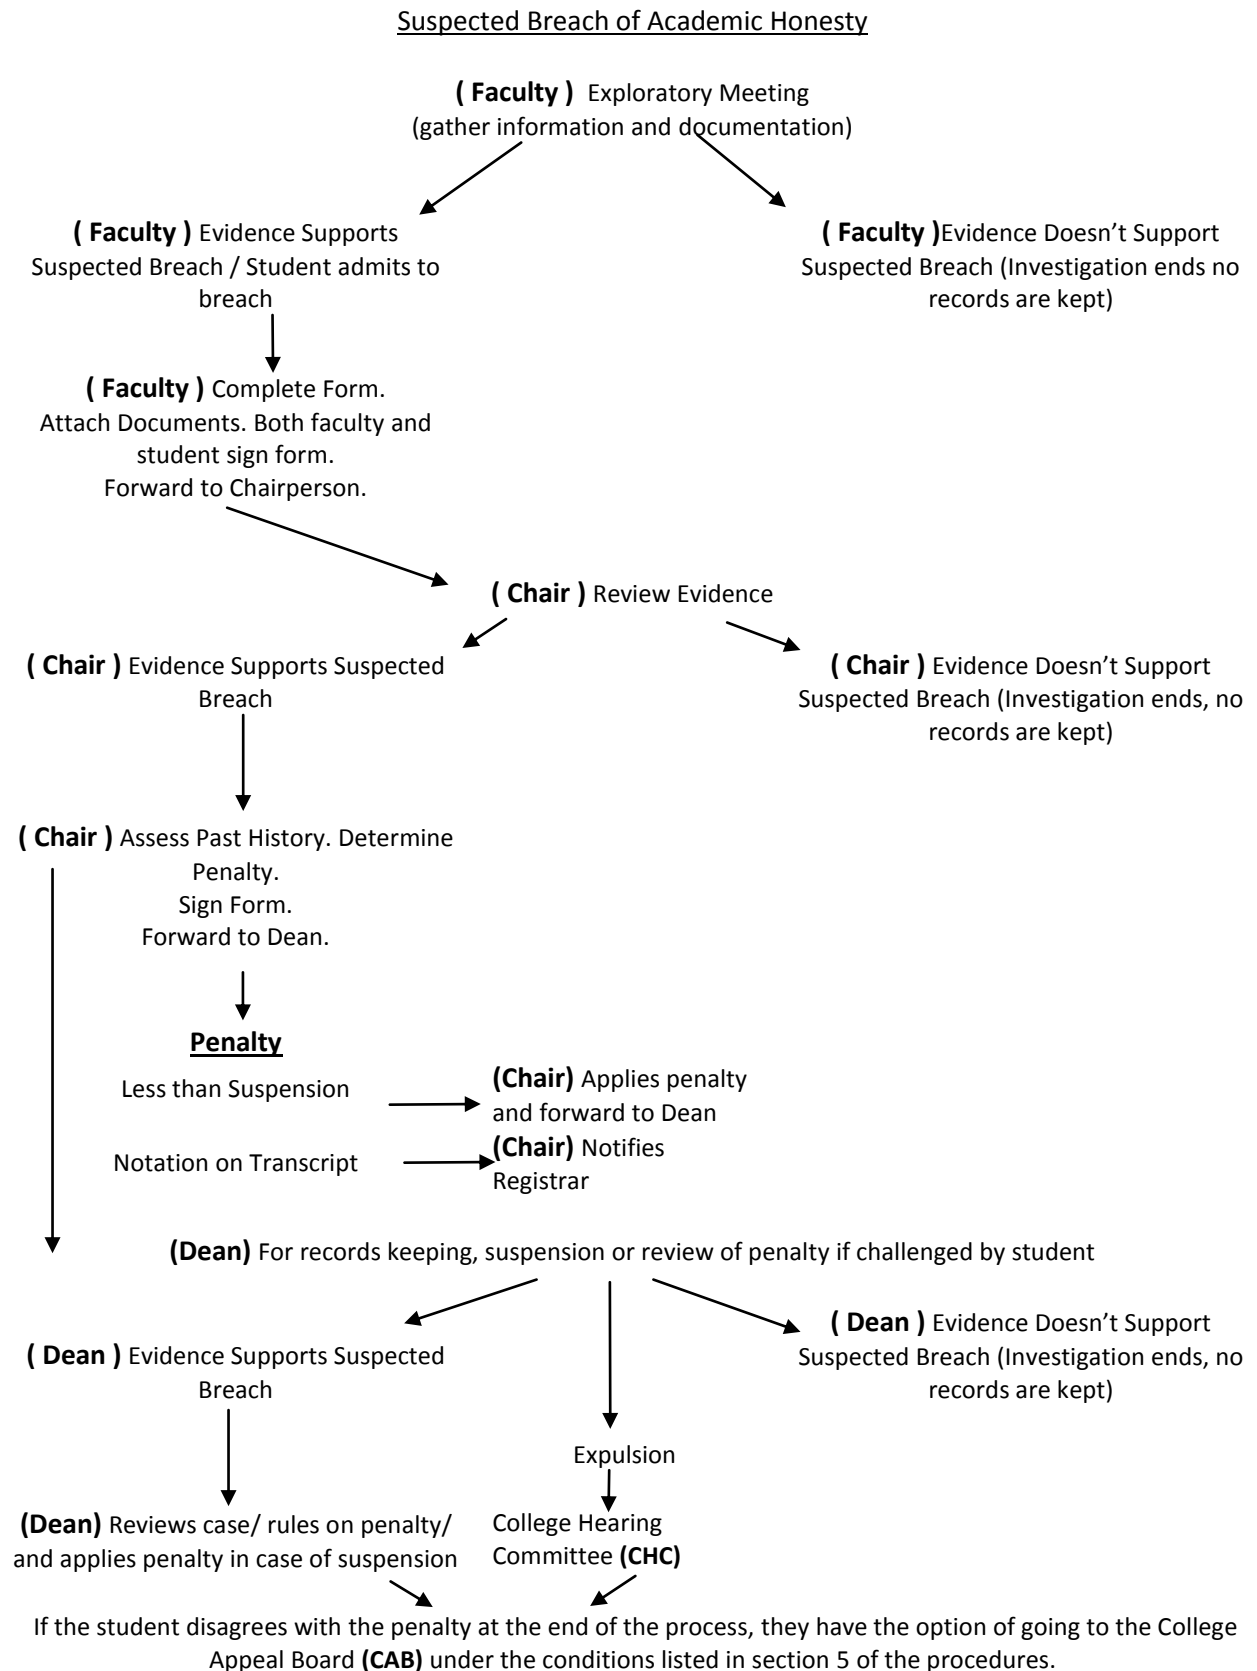 Suspected Breach of Academic Honesty
( Faculty ) Exploratory Meeting
(gather information and documentation)
( Faculty ) Evidence Supports
Suspected Breach / Student admits to
breach
( Faculty )Evidence Doesn’t Support
Suspected Breach (Investigation ends no
records are kept)
( Faculty ) Complete Form.
Attach Documents. Both faculty and
student sign form.
Forward to Chairperson.
( Chair ) Review Evidence
( Chair ) Evidence Supports Suspected
Breach
( Chair ) Evidence Doesn’t Support
Suspected Breach (Investigation ends, no
records are kept)
( Chair ) Assess Past History. Determine
Penalty.
Sign Form.
Forward to Dean.
Penalty
Less than Suspension
(Chair) Applies penalty
and forward to Dean
Notation on Transcript
(Chair) Notifies
Registrar
(Dean) For records keeping, suspension or review of penalty if challenged by student
( Dean ) Evidence Supports Suspected
Breach
( Dean ) Evidence Doesn’t Support
Suspected Breach (Investigation ends, no
records are kept)
Expulsion
(Dean) Reviews case/ rules on penalty/
and applies penalty in case of suspension
College Hearing
Committee (CHC)
If the student disagrees with the penalty at the end of the process, they have the option of going to the College
Appeal Board (CAB) under the conditions listed in section 5 of the procedures.